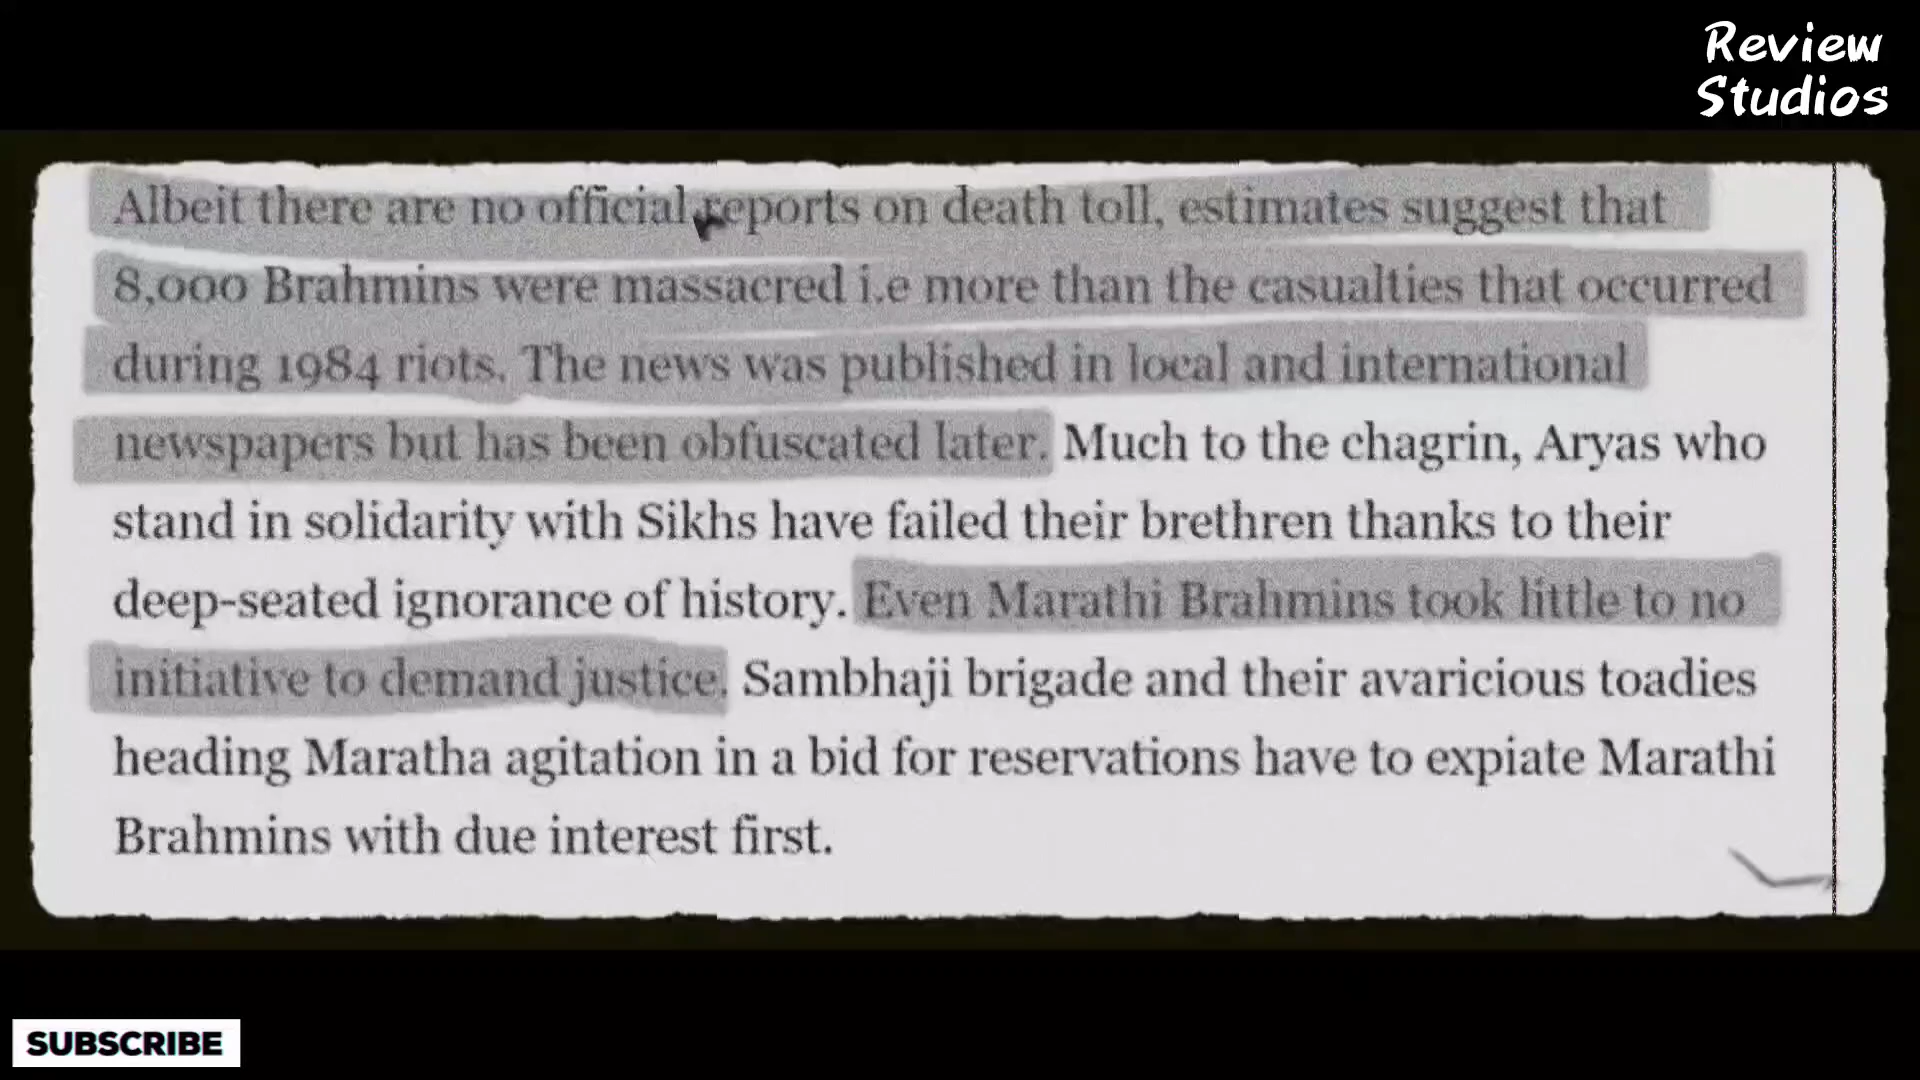 Review
Studios
Albeit there are no official reports on death toll, estimates suggest that
8,000 Brahmins were massacred i.e more than the casualties that occurred
during 1984 riots. The news was published in local and international
newspapers but has been obfuscated later. Much to the chagrin, Aryas who
stand in solidarity with Sikhs have failed their brethren thanks to their
deep-seated ignorance of history. Even Marathi Brahmins took little to no
initiative to demand justice. Sambhaji brigade and their avaricious toadies
heading Maratha agitation in a bid for reservations have to expiate Marathi
Brahmins with due interest first.
SUBSCRIBE